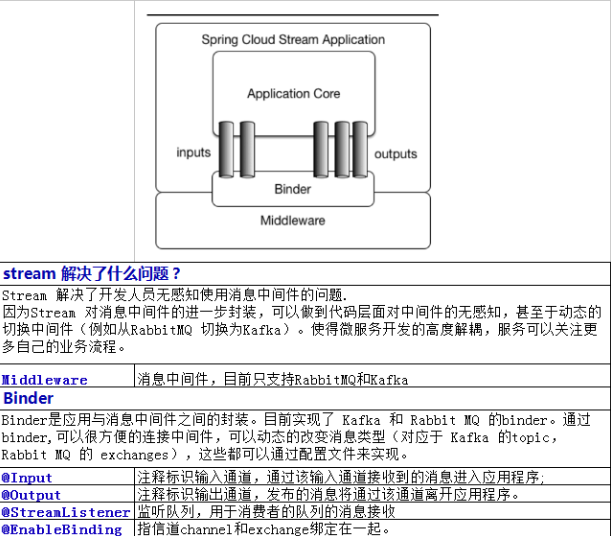 Spring Cloud Stream Application
Application Core
inputs
outputs
Binder
Middleware
stream 解决了什么问题？
Stream 解决了开发人员无感知使用消息中间件的问题.
因为Stream 对消息中间件的进一步封装，可以做到代码层面对中间件的无感知，甚至于动态的
切换中间件（例如从RabbitMQ 切换为Kafka）。使得微服务开发的高度解耦，服务可以关注更
多自己的业务流程。
Middleware 消息中间件，目前只支持RabbitMQ和Kafka
Binder
Binder是应用与消息中间件之间的封装。目前实现了 Kafka 和 Rabbit MQ 的binder。通过
binder,可以很方便的连接中间件，可以动态的改变消息类型（对应于 Kafka 的topic，
Rabbit MQ 的 exchanges），这些都可以通过配置文件来实现。
@Input 注释标识输入通道，通过该输入通道接收到的消息进入应用程序;
@Output 注释标识输出通道，发布的消息将通过该通道离开应用程序。
@StreamListener 监听队列，用于消费者的队列的消息接收
@EnableBinding 指信道channel和exchange绑定在一起。